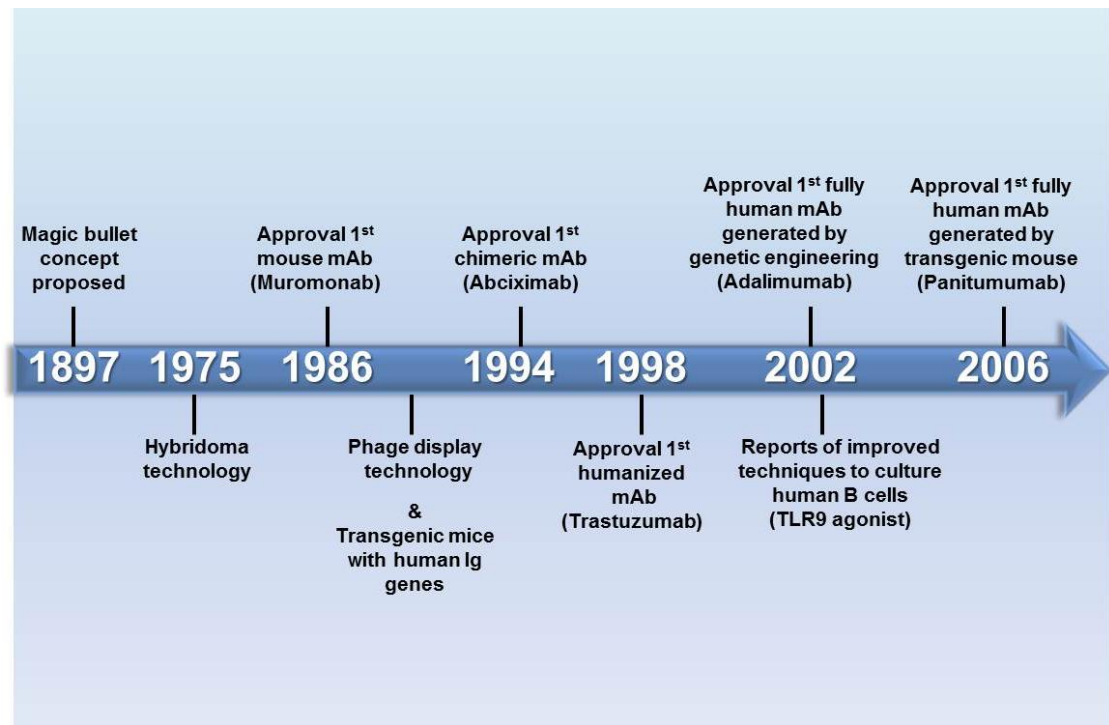 Magic bullet
concept
proposed
Approval 1st
mouse mAb
(Muromonab)
Approval 1st
chimeric mAb
(Abciximab)
Approval 1st fully
human mAb
generated by
genetic engineering
(Adalimumab)
Approval 1st fully
human mAb
generated by
transgenic mouse
(Panitumumab)
1897 1975 1986 1994 1998 2002 2006
Hybridoma
technology
Phage display
technology
&
Transgenic mice
with human Ig
genes
Approval 1st
humanized
mAb
(Trastuzumab)
Reports of improved
techniques to culture
human B cells
(TLR9 agonist)